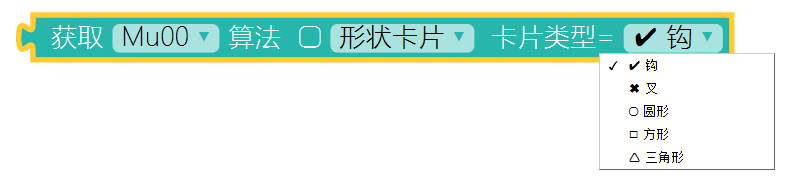 获取 Mu00 ▼ 算法 ▢ 形状卡片 ▼ 卡片类型= ✔ 钩 ▼
✓ ✔ 钩
✖ 叉
○ 圆形
□ 方形
△ 三角形